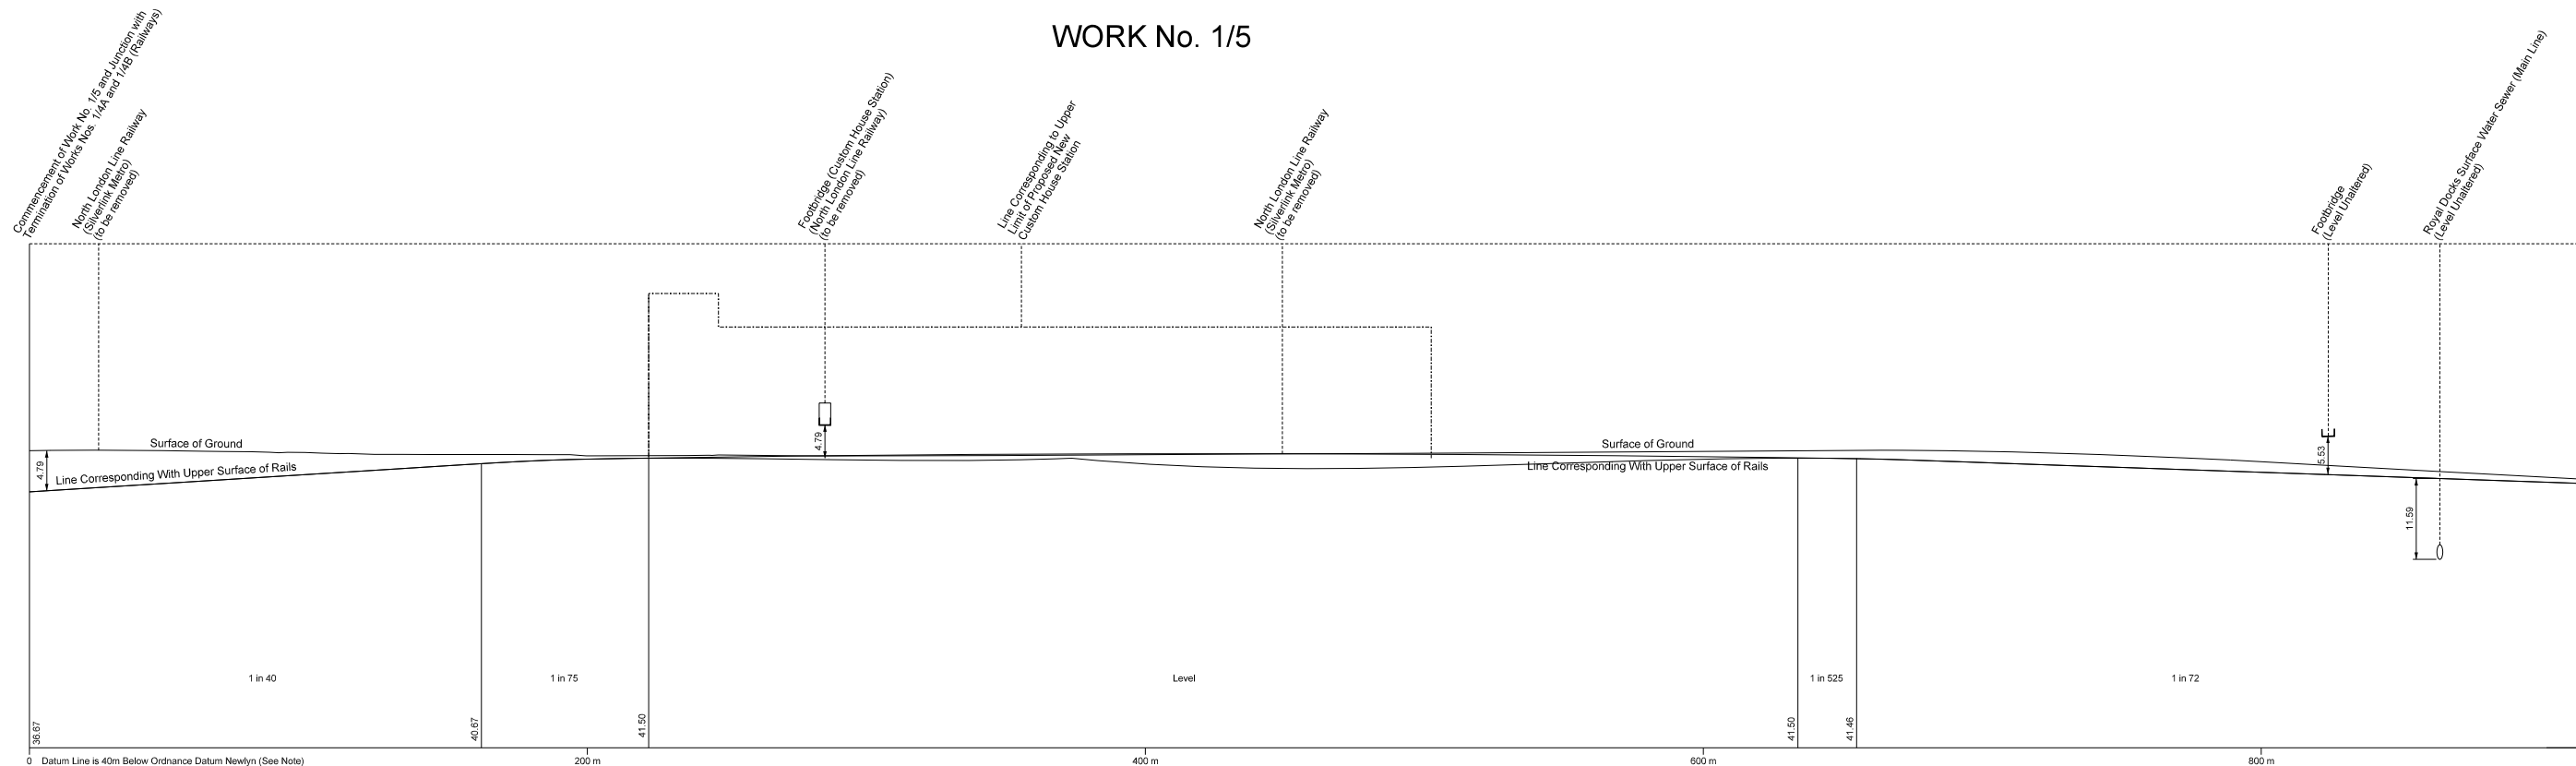 WORK No. 1/5
Commencement of Work No. 1/5 and Junction with
Termination of Works Nos. 1/4A and 1/4B (Railways)
North London Line Railway
(Silverlink Metro)
(to be removed)
Footbridge (Custom House Station)
(North London Line Railway)
(to be removed)
Line Corresponding to Upper
Limit of Proposed New
Custom House Station
North London Line Railway
(Silverlink Metro)
(to be removed)
Footbridge
(Level Unaltered)
Royal Docks Surface Water Sewer (Main Line)
(Level Unaltered)
Surface of Ground
4.79
Line Corresponding With Upper Surface of Rails
4.79
Surface of Ground
Line Corresponding With Upper Surface of Rails
5.53
11.59
1 in 40
1 in 75
Level
1 in 525
1 in 72
36.67
40.67
41.50
41.50
41.46
0
Datum Line is 40m Below Ordnance Datum Newlyn (See Note)
200 m
400 m
600 m
800 m